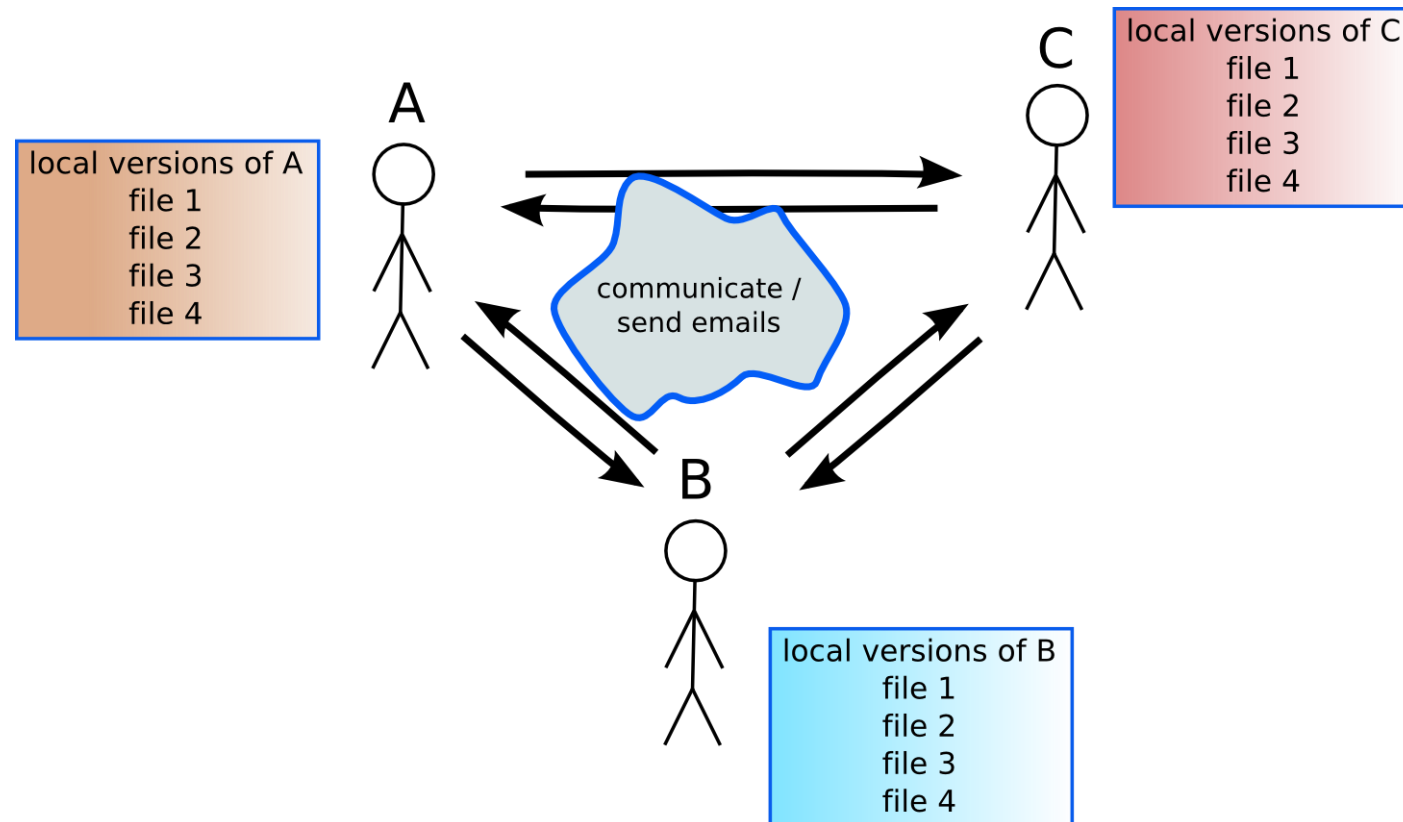 A
local versions of A
file 1
file 2
file 3
file 4
C
local versions of C
file 1
file 2
file 3
file 4
communicate /
send emails
B
local versions of B
file 1
file 2
file 3
file 4